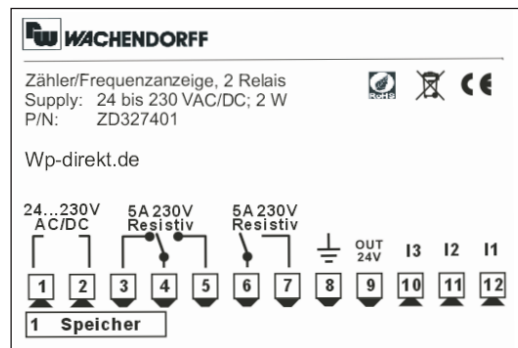 WACHENDORFF
Zähler/Frequenzanzeige, 2 Relais
Supply: 24 bis 230 VAC/DC; 2 W
P/N: ZD327401
RoHS
CE
Wp-direkt.de
24...230V
AC/DC
5A 230V
Resistiv
5A 230V
Resistiv
OUT
24V
I3 I2 I1
1 2 3 4 5 6 7 8 9 10 11 12
1 Speicher